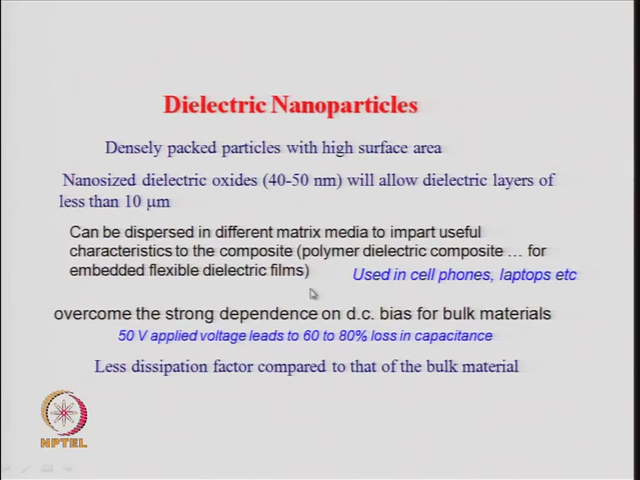 Dielectric Nanoparticles
Densely packed particles with high surface area
Nanosized dielectric oxides (40-50 nm) will allow dielectric layers of
less than 10 μm
Can be dispersed in different matrix media to impart useful
characteristics to the composite (polymer dielectric composite … for
embedded flexible dielectric films)
Used in cell phones, laptops etc
overcome the strong dependence on d.c. bias for bulk materials
50 V applied voltage leads to 60 to 80% loss in capacitance
Less dissipation factor compared to that of the bulk material
NPTEL